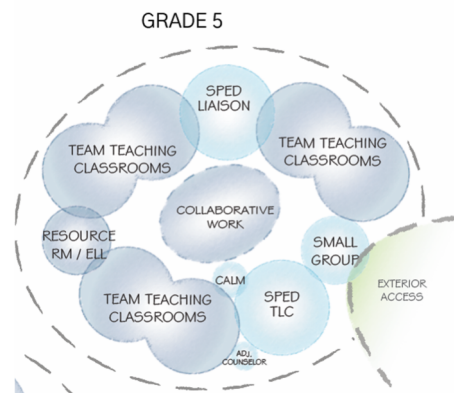 GRADE 5
SPED
LIAISON
TEAM TEACHING
CLASSROOMS
TEAM TEACHING
CLASSROOMS
COLLABORATIVE
WORK
RESOURCE
RM / ELL
SMALL
GROUP
CALM
EXTERIOR
ACCESS
TEAM TEACHING
CLASSROOMS
SPED
TLC
ADJ.
COUNSELOR